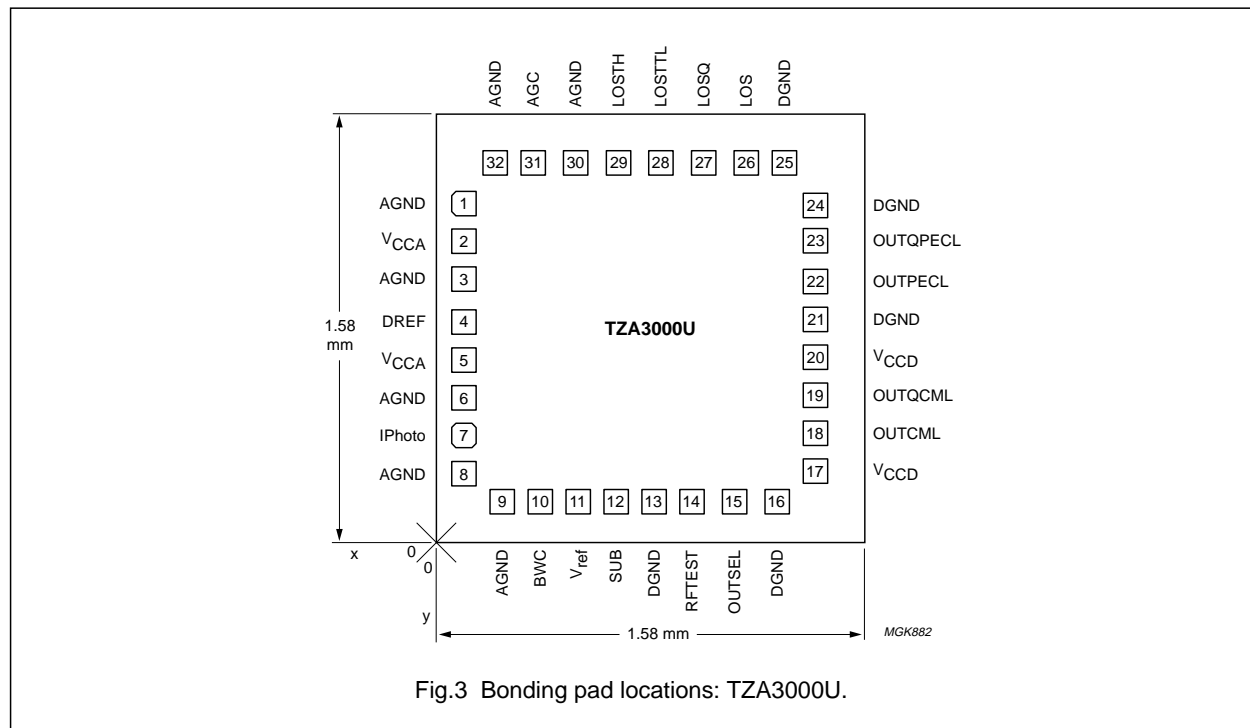 AGND
AGC
AGND
LOSTH
LOSTTL
LOSQ
LOS
DGND
32
31
30
29
28
27
26
25
AGND
1
VCCA
2
AGND
3
DREF
4
VCCA
5
AGND
6
IPhoto
7
AGND
8
1.58
mm
TZA3000U
24
DGND
23
OUTQPECL
22
OUTPECL
21
DGND
20
VCCD
19
OUTQCML
18
OUTCML
17
VCCD
9
10
11
12
13
14
15
16
x
0
0
y
AGND
BWC
Vref
SUB
DGND
RFTEST
OUTSEL
DGND
1.58 mm
MGK882
Fig.3 Bonding pad locations: TZA3000U.